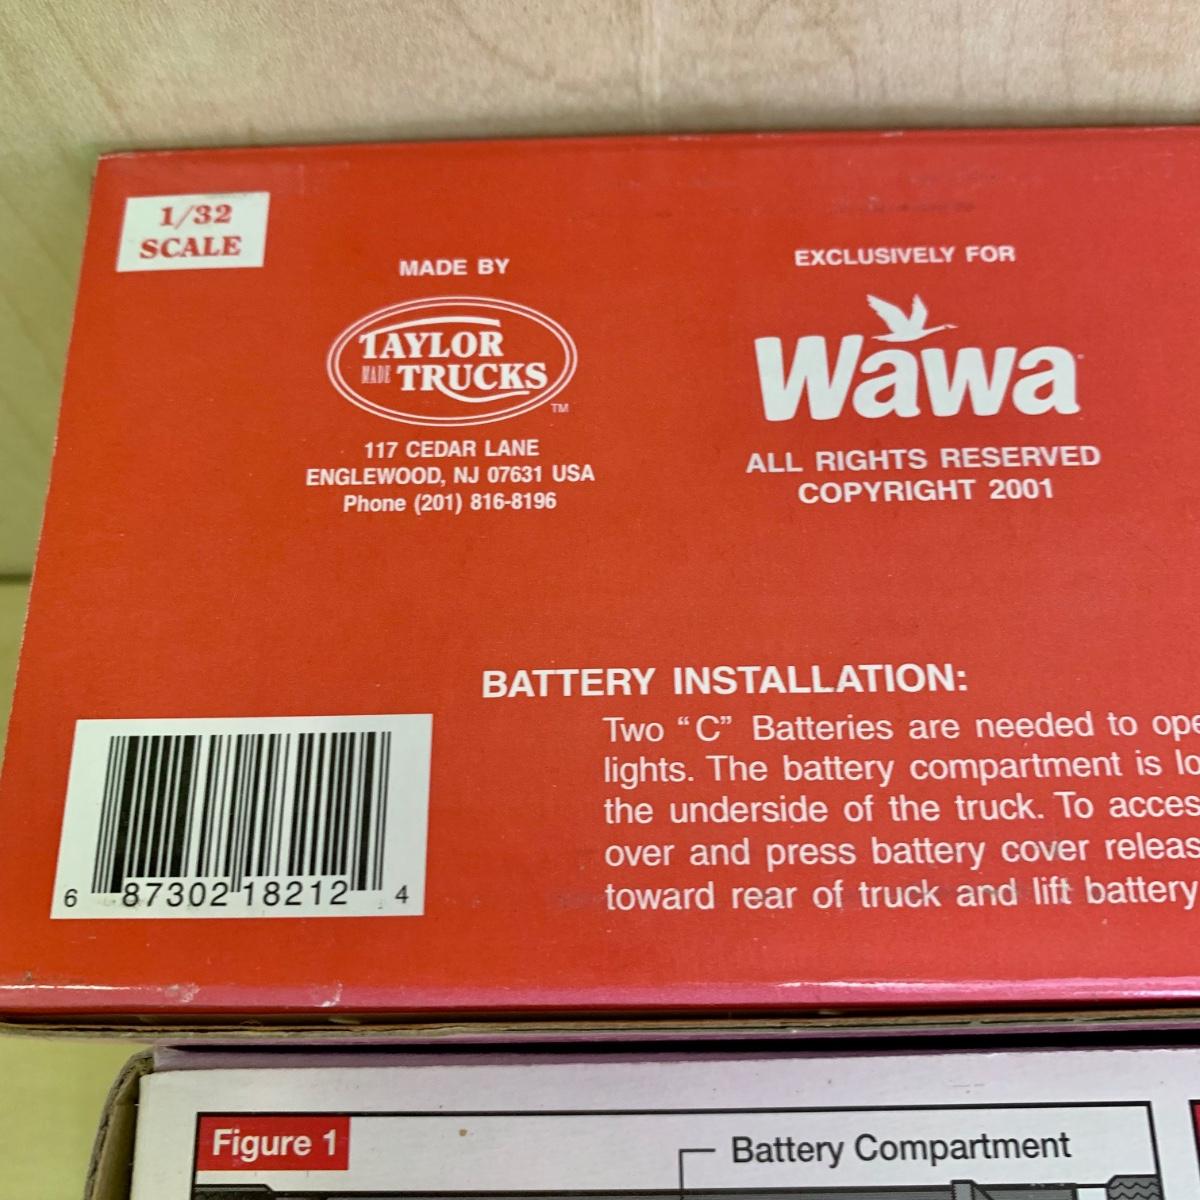 1/32
SCALE
MADE BY
TAYLOR
MADE TRUCKS
TM
117 CEDAR LANE
ENGLEWOOD, NJ 07631 USA
Phone (201) 816-8196
EXCLUSIVELY FOR
Wawa
ALL RIGHTS RESERVED
COPYRIGHT 2001
BATTERY INSTALLATION:
Two “C” Batteries are needed to ope
lights. The battery compartment is lo
the underside of the truck. To acces
over and press battery cover releas
toward rear of truck and lift battery
6 87302 18212 4
Figure 1
Battery Compartment